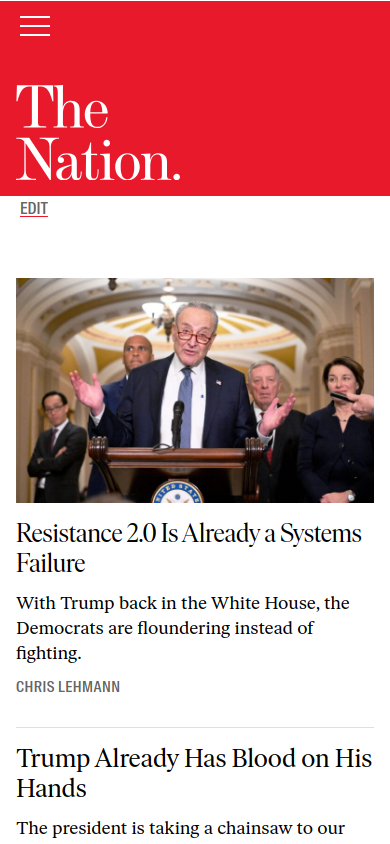 The
Nation.
EDIT
Resistance 2.0 Is Already a Systems
Failure
With Trump back in the White House, the
Democrats are floundering instead of
fighting.
CHRIS LEHMANN
Trump Already Has Blood on His
Hands
The president is taking a chainsaw to our